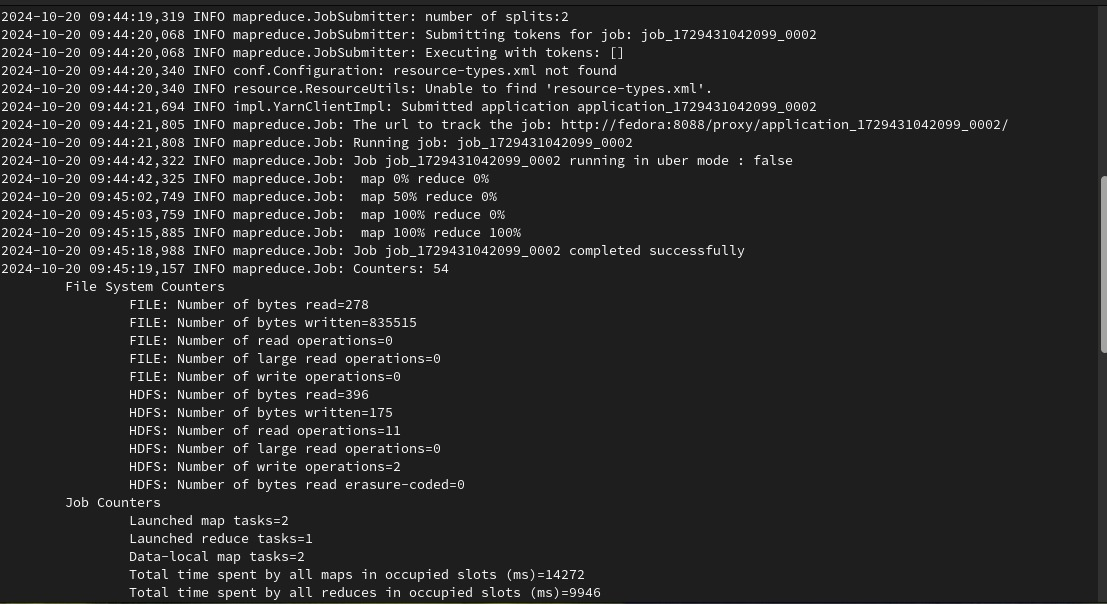 2024-10-20 09:44:19,319 INFO mapreduce.JobSubmitter: number of splits:2
2024-10-20 09:44:20,068 INFO mapreduce.JobSubmitter: Submitting tokens for job: job_1729431042099_0002
2024-10-20 09:44:20,068 INFO mapreduce.JobSubmitter: Executing with tokens: []
2024-10-20 09:44:20,340 INFO conf.Configuration: resource-types.xml not found
2024-10-20 09:44:20,340 INFO resource.ResourceUtils: Unable to find 'resource-types.xml'.
2024-10-20 09:44:21,694 INFO impl.YarnClientImpl: Submitted application application_1729431042099_0002
2024-10-20 09:44:21,805 INFO mapreduce.Job: The url to track the job: http://fedora:8088/proxy/application_1729431042099_0002/
2024-10-20 09:44:21,808 INFO mapreduce.Job: Running job: job_1729431042099_0002
2024-10-20 09:44:42,322 INFO mapreduce.Job: Job job_1729431042099_0002 running in uber mode : false
2024-10-20 09:44:42,325 INFO mapreduce.Job:  map 0% reduce 0%
2024-10-20 09:45:02,749 INFO mapreduce.Job:  map 50% reduce 0%
2024-10-20 09:45:03,759 INFO mapreduce.Job:  map 100% reduce 0%
2024-10-20 09:45:15,885 INFO mapreduce.Job:  map 100% reduce 100%
2024-10-20 09:45:18,988 INFO mapreduce.Job: Job job_1729431042099_0002 completed successfully
2024-10-20 09:45:19,157 INFO mapreduce.Job: Counters: 54
File System Counters
FILE: Number of bytes read=278
FILE: Number of bytes written=835515
FILE: Number of read operations=0
FILE: Number of large read operations=0
FILE: Number of write operations=0
HDFS: Number of bytes read=396
HDFS: Number of bytes written=175
HDFS: Number of read operations=11
HDFS: Number of large read operations=0
HDFS: Number of write operations=2
HDFS: Number of bytes read erasure-coded=0
Job Counters
Launched map tasks=2
Launched reduce tasks=1
Data-local map tasks=2
Total time spent by all maps in occupied slots (ms)=14272
Total time spent by all reduces in occupied slots (ms)=9946